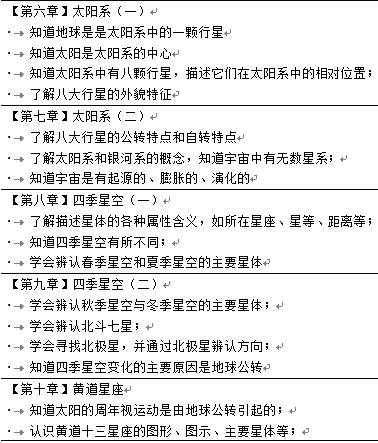 【第六章】太阳系（一）
·→ 知道地球是是太阳系中的一颗行星
·→ 知道太阳是太阳系的中心
·→ 知道太阳系中有八颗行星，描述它们在太阳系中的相对位置；
·→ 了解八大行星的外貌特征
【第七章】太阳系（二）
·→ 了解八大行星的公转特点和自转特点
·→ 了解太阳系和银河系的概念，知道宇宙中有无数星系；
·→ 知道宇宙是有起源的、膨胀的、演化的
【第八章】四季星空（一）
·→ 了解描述星体的各种属性含义，如所在星座、星等、距离等；
·→ 知道四季星空有所不同；
·→ 学会辨认春季星空和夏季星空的主要星体
【第九章】四季星空（二）
·→ 学会辨认秋季星空与冬季星空的主要星体；
·→ 学会辨认北斗七星；
·→ 学会寻找北极星，并通过北极星辨认方向；
·→ 知道四季星空变化的主要原因是地球公转
【第十章】黄道星座
·→ 知道太阳的周年视运动是由地球公转引起的；
·→ 认识黄道十三星座的图形、图示、主要星体等；